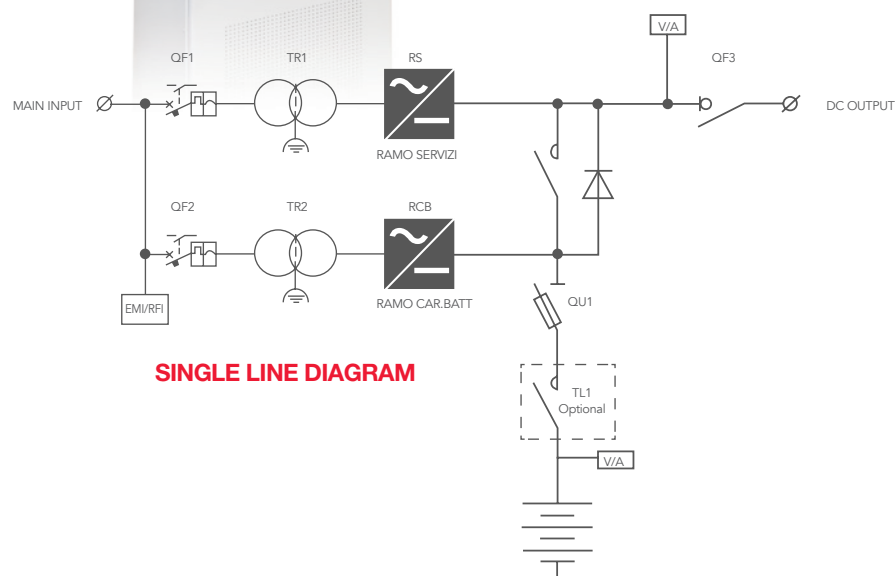 V/A
QF1
TR1
RS
QF3
MAIN INPUT
DC OUTPUT
RAMO SERVIZI
QF2
TR2
RCB
EMI/RFI
RAMO CAR.BATT
QU1
SINGLE LINE DIAGRAM
TL1
Optional
V/A